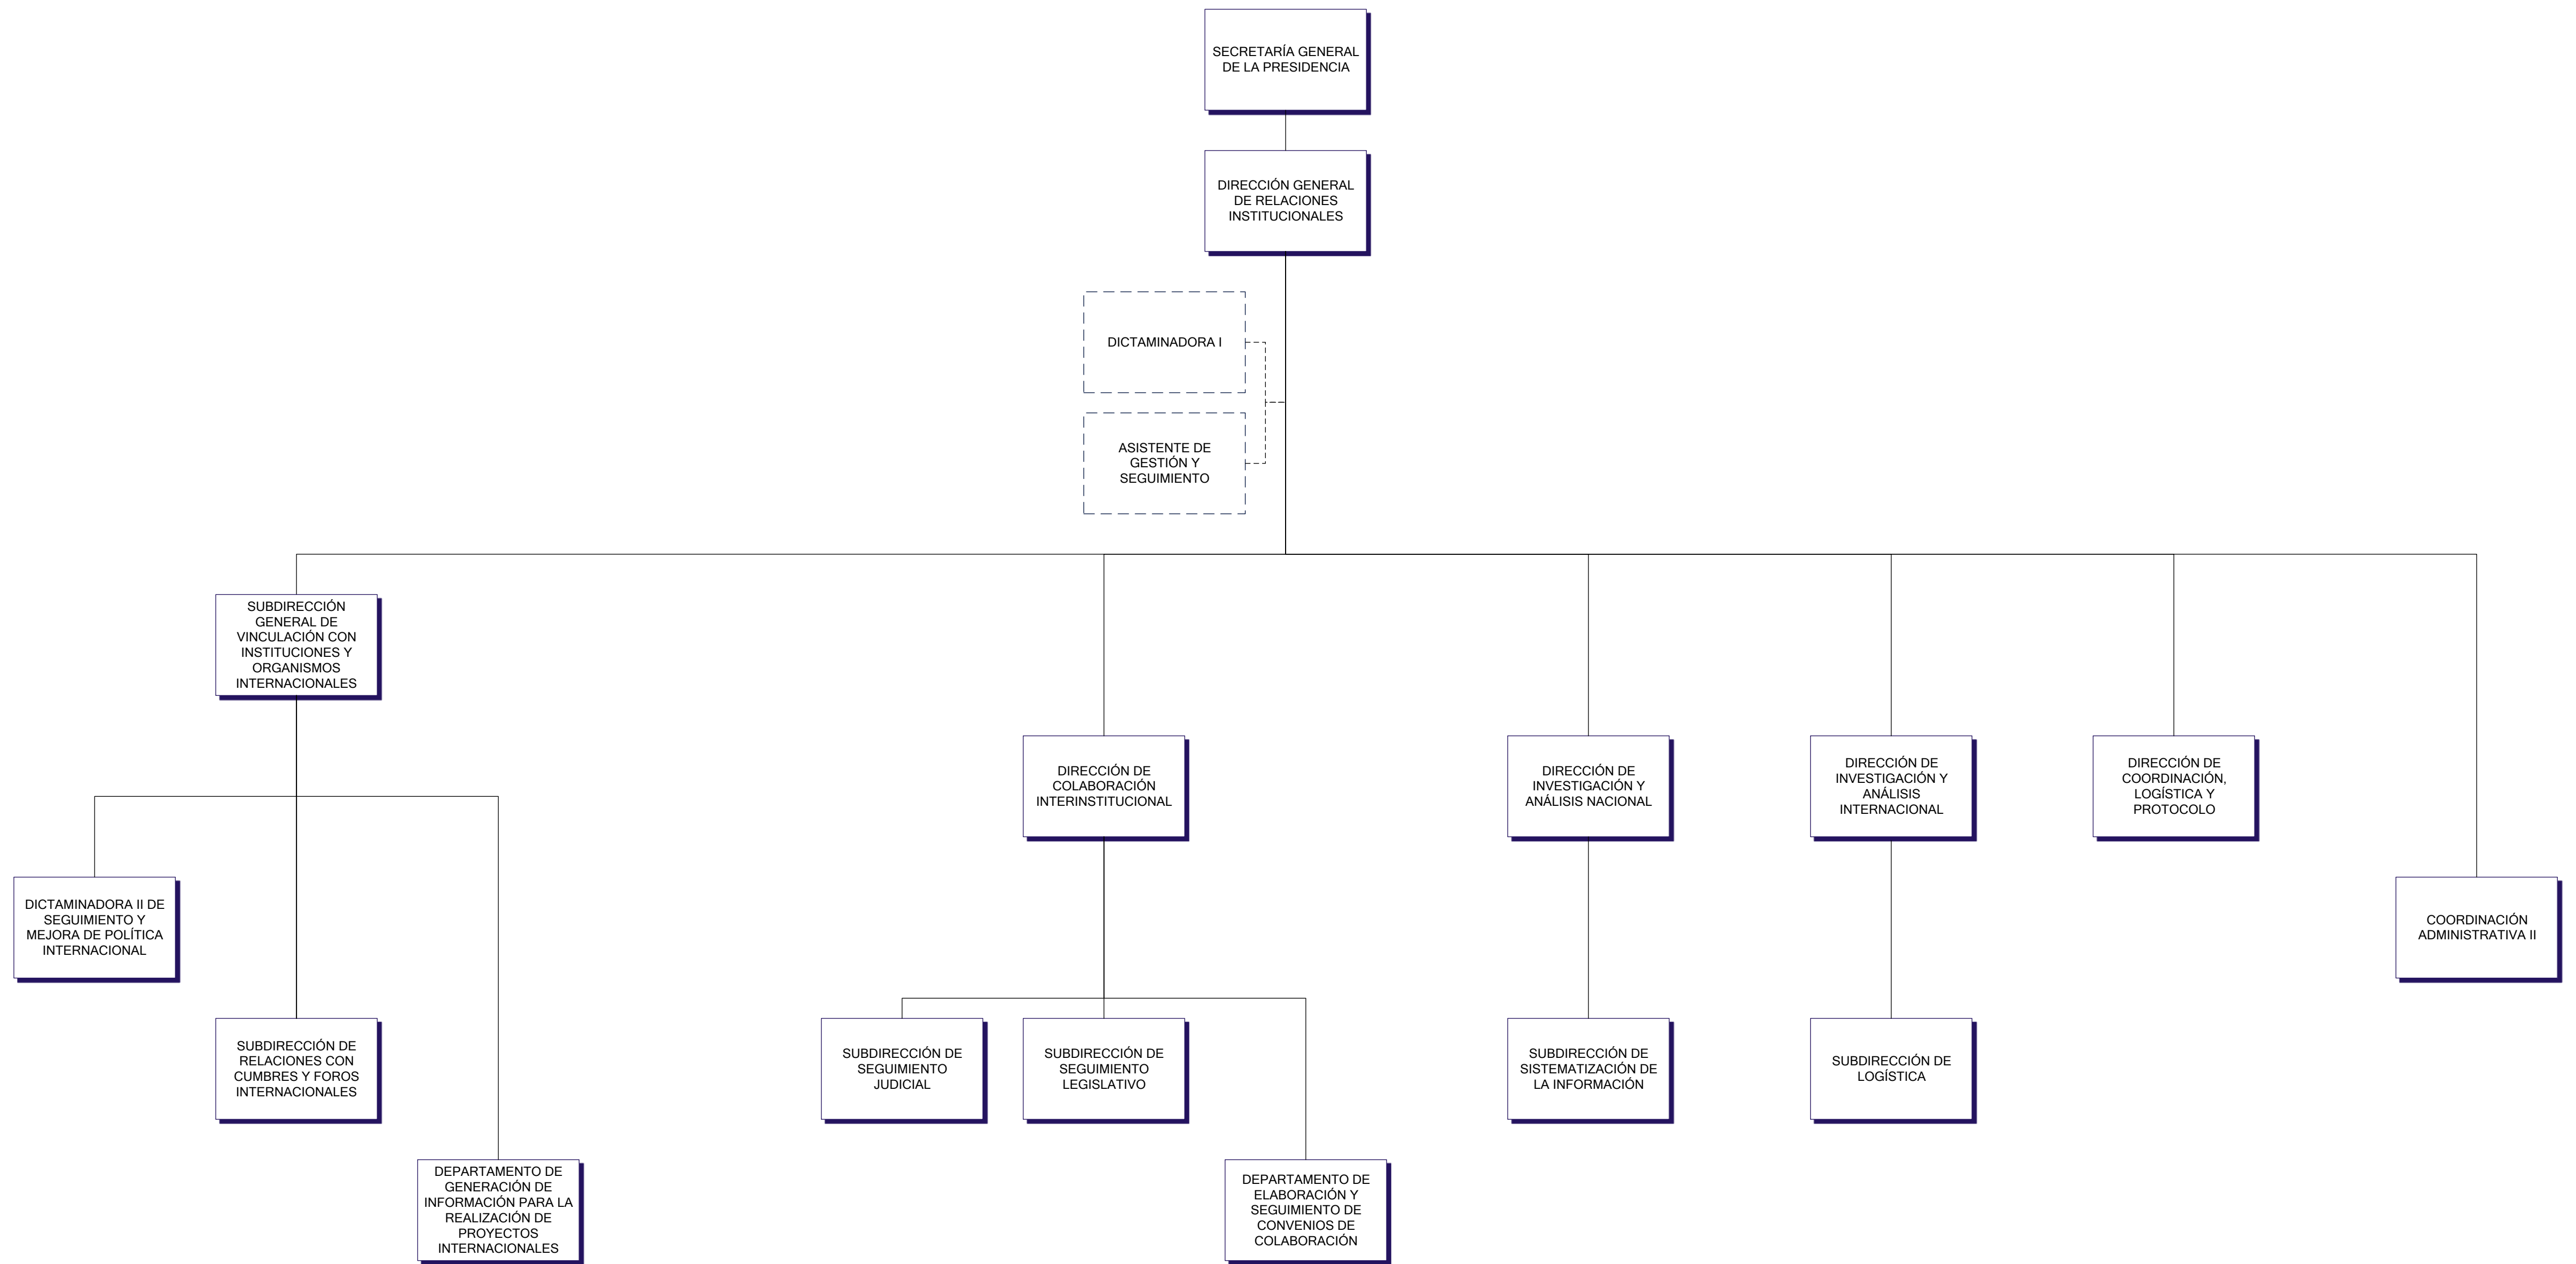 SECRETARÍA GENERAL
DE LA PRESIDENCIA
DIRECCIÓN GENERAL
DE RELACIONES
INSTITUCIONALES
DICTAMINADORA I
ASISTENTE DE
GESTIÓN Y
SEGUIMIENTO
SUBDIRECCIÓN
GENERAL DE
VINCULACIÓN CON
INSTITUCIONES Y
ORGANISMOS
INTERNACIONALES
DIRECCIÓN DE
COLABORACIÓN
INTERINSTITUCIONAL
DIRECCIÓN DE
INVESTIGACIÓN Y
ANÁLISIS NACIONAL
DIRECCIÓN DE
INVESTIGACIÓN Y
ANÁLISIS
INTERNACIONAL
DIRECCIÓN DE
COORDINACIÓN,
LOGÍSTICA Y
PROTOCOLO
DICTAMINADORA II DE
SEGUIMIENTO Y
MEJORA DE POLÍTICA
INTERNACIONAL
COORDINACIÓN
ADMINISTRATIVA II
SUBDIRECCIÓN DE
RELACIONES CON
CUMBRES Y FOROS
INTERNACIONALES
SUBDIRECCIÓN DE
SEGUIMIENTO
JUDICIAL
SUBDIRECCIÓN DE
SEGUIMIENTO
LEGISLATIVO
SUBDIRECCIÓN DE
SISTEMATIZACIÓN DE
LA INFORMACIÓN
SUBDIRECCIÓN DE
LOGÍSTICA
DEPARTAMENTO DE
GENERACIÓN DE
INFORMACIÓN PARA LA
REALIZACIÓN DE
PROYECTOS
INTERNACIONALES
DEPARTAMENTO DE
ELABORACIÓN Y
SEGUIMIENTO DE
CONVENIOS DE
COLABORACIÓN